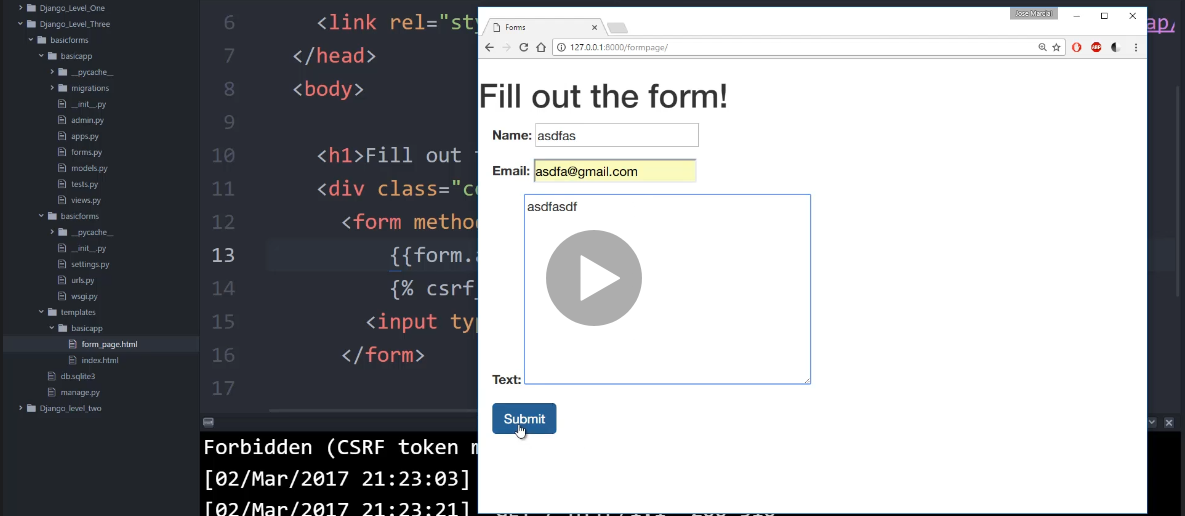 Django_Level_One
Django_Level_Three
basicforms
basicapp
__pycache__
migrations
__init__.py
admin.py
apps.py
forms.py
models.py
tests.py
views.py
basicforms
__pycache__
__init__.py
settings.py
urls.py
wsgi.py
templates
basicapp
form_page.html
index.html
db.sqlite3
manage.py
Django_level_two
6 <link rel="sty
ap/
7 </head>
8 <body>
9
10 <h1>Fill out
11 <div class="co
12 <form metho
13 {{form.a
14 {% csrf_
15 <input typ
16 </form>
17
Forbidden (CSRF token m
[02/Mar/2017 21:23:03]
[02/Mar/2017 21:23:21]
Jose Marcial
Forms
127.0.0.1:8000/formpage/
ABP
Fill out the form!
Name: asdfas
Email: asdfa@gmail.com
asdfasdf
Text:
Submit